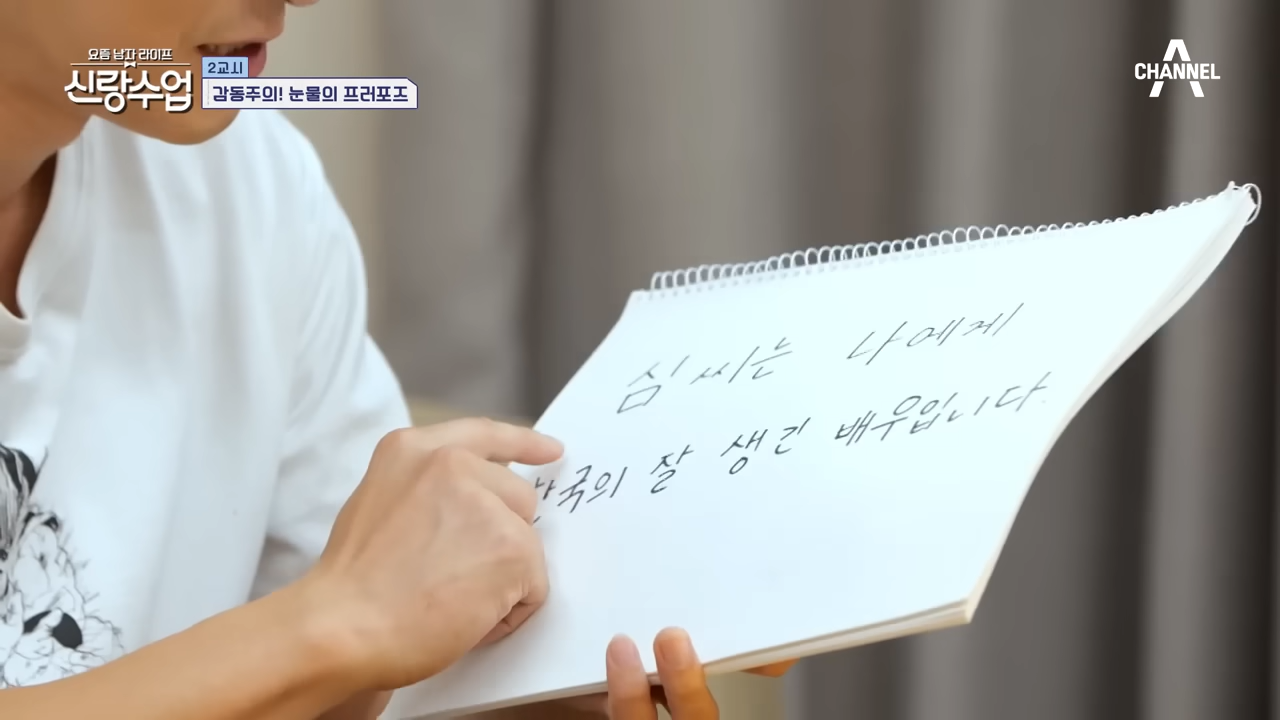 요즘 남자 라이프
신랑수업
2교시
감동주의! 눈물의 프러포즈
CHANNEL A
심씨는 나에게
잘 생긴 배우입니다.